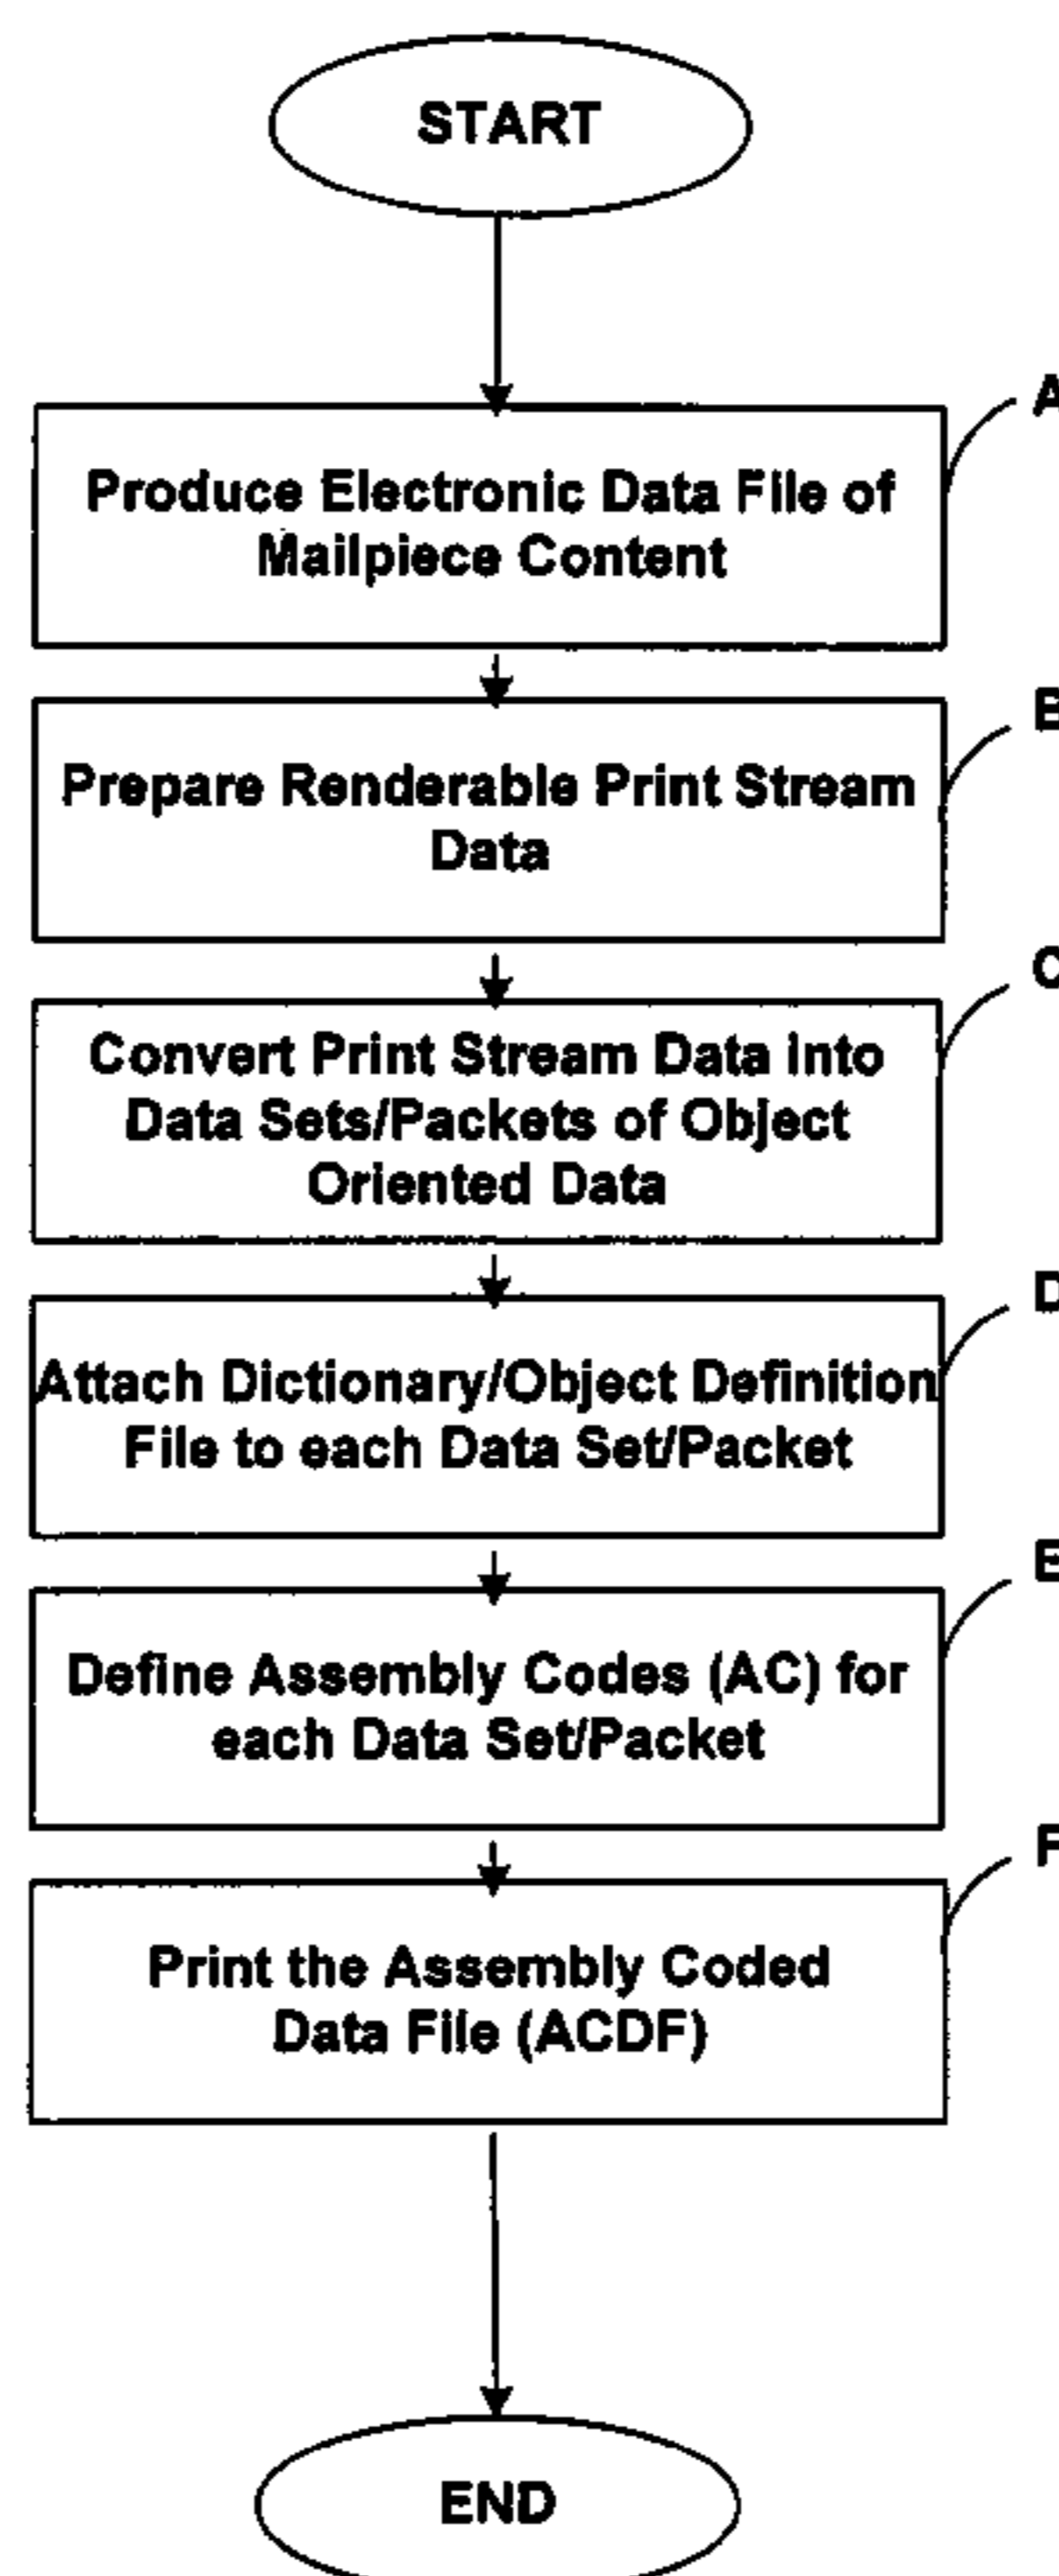 START
A
Produce Electronic Data File of
Mailpiece Content
B
Prepare Renderable Print Stream
Data
C
Convert Print Stream Data into
Data Sets/Packets of Object
Oriented Data
D
Attach Dictionary/Object Definition
File to each Data Set/Packet
E
Define Assembly Codes (AC) for
each Data Set/Packet
F
Print the Assembly Coded
Data File (ACDF)
END